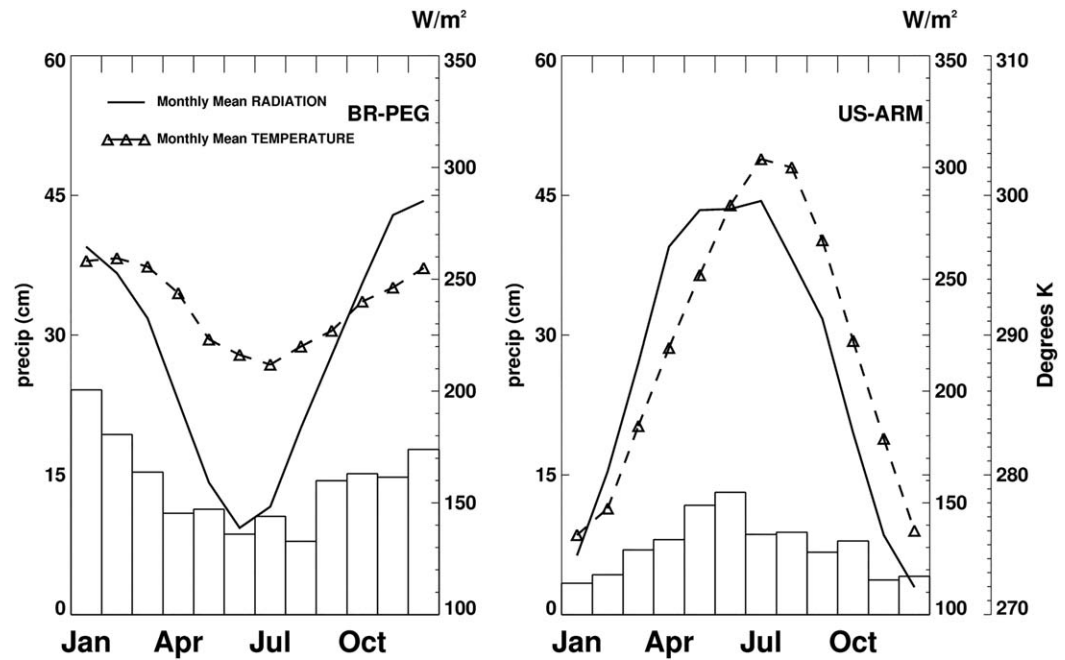 W/m²
60
350
Monthly Mean RADIATION
BR-PEG
Monthly Mean TEMPERATURE
300
45
250
precip (cm)
30
200
15
150
0
100
Jan
Apr
Jul
Oct
W/m²
60
350
310
US-ARM
300
45
300
250
precip (cm)
30
290
Degrees K
200
15
280
150
0
100
270
Jan
Apr
Jul
Oct